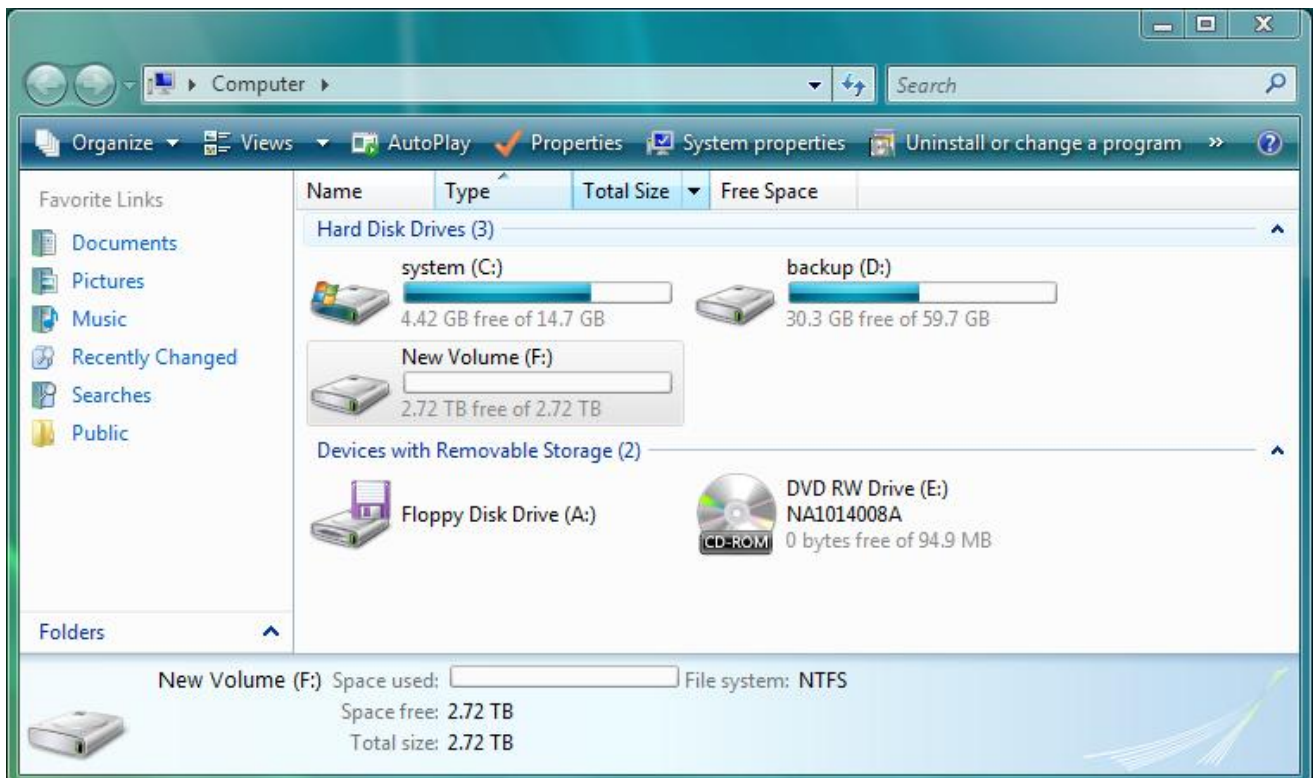 Computer
Search
Organize Views AutoPlay Properties System properties Uninstall or change a program »
Favorite Links
Documents
Pictures
Music
Recently Changed
Searches
Public
Folders
Name Type Total Size Free Space
Hard Disk Drives (3)
system (C:)
4.42 GB free of 14.7 GB
backup (D:)
30.3 GB free of 59.7 GB
New Volume (F:)
2.72 TB free of 2.72 TB
Devices with Removable Storage (2)
Floppy Disk Drive (A:)
DVD RW Drive (E:)
NA1014008A
CD-ROM
0 bytes free of 94.9 MB
New Volume (F:) Space used: File system: NTFS
Space free: 2.72 TB
Total size: 2.72 TB